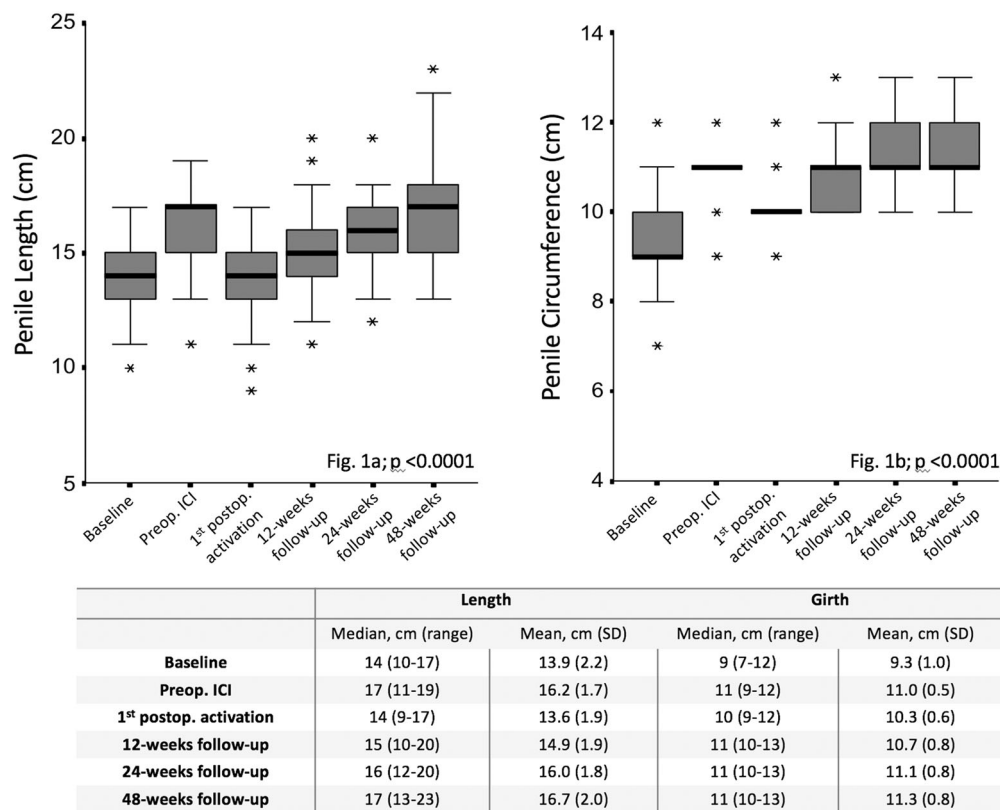 25
20
15
10
5
Penile Length (cm)
Fig. 1a; p <0.0001
Baseline
Preop. ICI
1st postop.
activation
12-weeks
follow-up
24-weeks
follow-up
48-weeks
follow-up
14
12
10
8
6
4
Penile Circumference (cm)
Fig. 1b; p <0.0001
Baseline
Preop. ICI
1st postop.
activation
12-weeks
follow-up
24-weeks
follow-up
48-weeks
follow-up
Length Girth
Median, cm (range) Mean, cm (SD) Median, cm (range) Mean, cm (SD)
Baseline 14 (10-17) 13.9 (2.2) 9 (7-12) 9.3 (1.0)
Preop. ICI 17 (11-19) 16.2 (1.7) 11 (9-12) 11.0 (0.5)
1st postop. activation 14 (9-17) 13.6 (1.9) 10 (9-12) 10.3 (0.6)
12-weeks follow-up 15 (10-20) 14.9 (1.9) 11 (10-13) 10.7 (0.8)
24-weeks follow-up 16 (12-20) 16.0 (1.8) 11 (10-13) 11.1 (0.8)
48-weeks follow-up 17 (13-23) 16.7 (2.0) 11 (10-13) 11.3 (0.8)